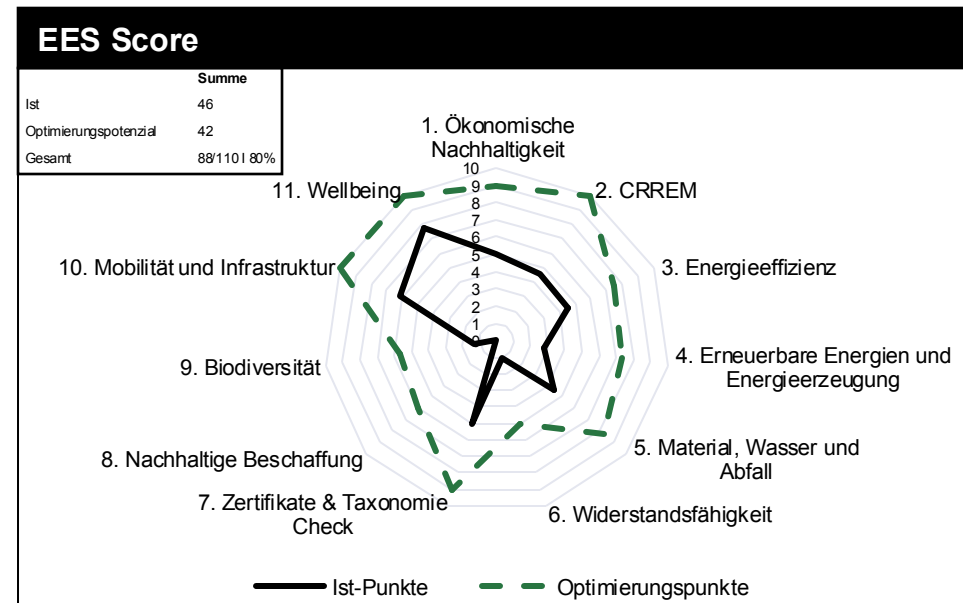 EES Score
Summe
Ist 46
Optimierungspotenzial 42
Gesamt 88/110 I 80%
1. Ökonomische
Nachhaltigkeit
10
9
8
7
6
5
4
3
2
1
0
2. CRREM
3. Energieeffizienz
4. Erneuerbare Energien und
Energieerzeugung
5. Material, Wasser und
Abfall
6. Widerstandsfähigkeit
7. Zertifikate & Taxonomie
Check
8. Nachhaltige Beschaffung
9. Biodiversität
10. Mobilität und Infrastruktur
11. Wellbeing
Ist-Punkte
Optimierungspunkte